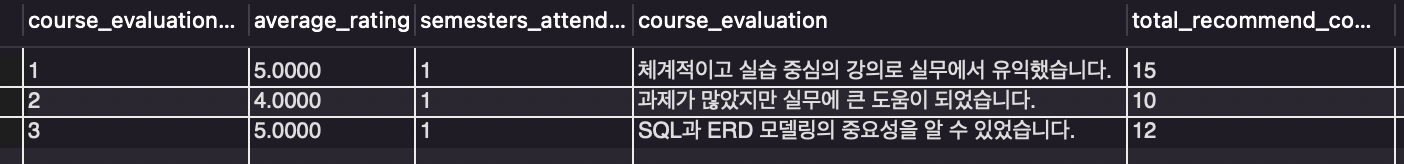 course_evaluation... average_rating semesters_attend... course_evaluation total_recommend_co...
1 5.0000 1 체계적이고 실습 중심의 강의로 실무에서 유익했습니다. 15
2 4.0000 1 과제가 많았지만 실무에 큰 도움이 되었습니다. 10
3 5.0000 1 SQL과 ERD 모델링의 중요성을 알 수 있었습니다. 12